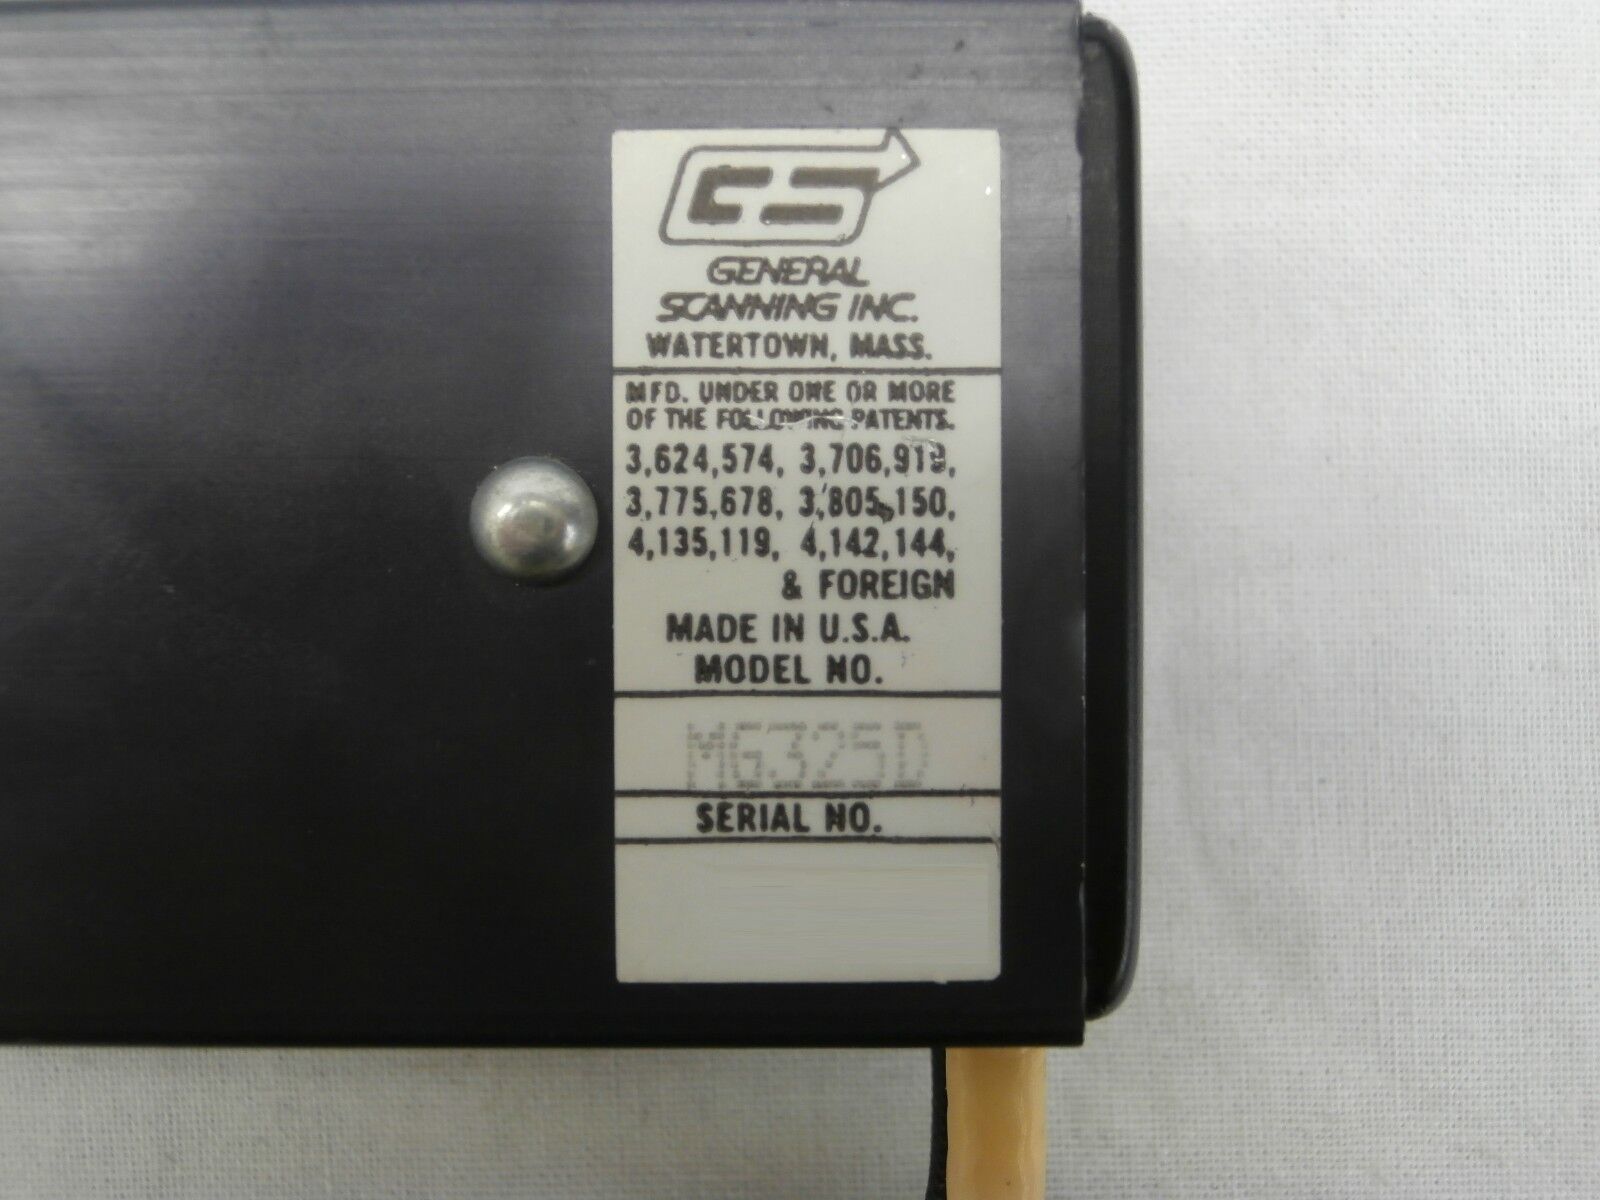 GS
GENERAL
SCANNING INC.
WATERTOWN, MASS.
MFD. UNDER ONE OR MORE
OF THE FOLLOWING PATENTS.
3,624,574, 3,706,919,
3,775,678, 3,805,150,
4,135,119, 4,142,144,
& FOREIGN
MADE IN U.S.A.
MODEL NO.
MG325D
SERIAL NO.